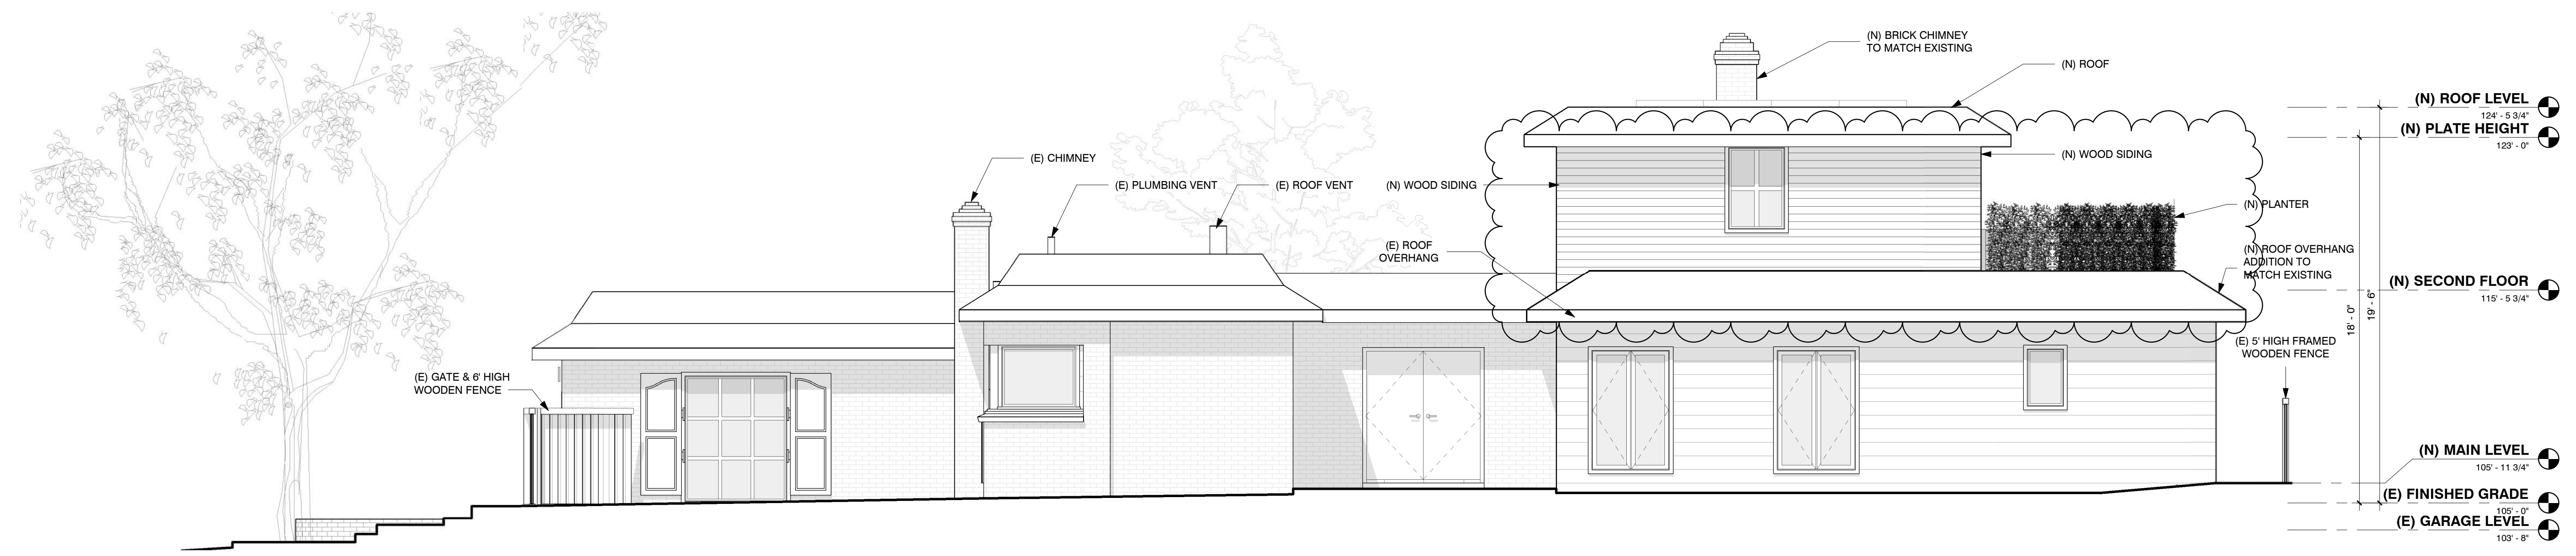 (N) BRICK CHIMNEY
TO MATCH EXISTING
(N) ROOF
(N) ROOF LEVEL
124' - 5 3/4"
(N) PLATE HEIGHT
123' - 0"
(E) CHIMNEY
(N) WOOD SIDING
(E) PLUMBING VENT
(E) ROOF VENT
(N) WOOD SIDING
(N) PLANTER
(E) ROOF
OVERHANG
(N) ROOF OVERHANG
ADDITION TO
MATCH EXISTING
(N) SECOND FLOOR
115' - 5 3/4"
18' - 0"
19' - 6"
(E) 5' HIGH FRAMED
WOODEN FENCE
(E) GATE & 6' HIGH
WOODEN FENCE
(N) MAIN LEVEL
105' - 11 3/4"
(E) FINISHED GRADE
105' - 0"
(E) GARAGE LEVEL
103' - 8"